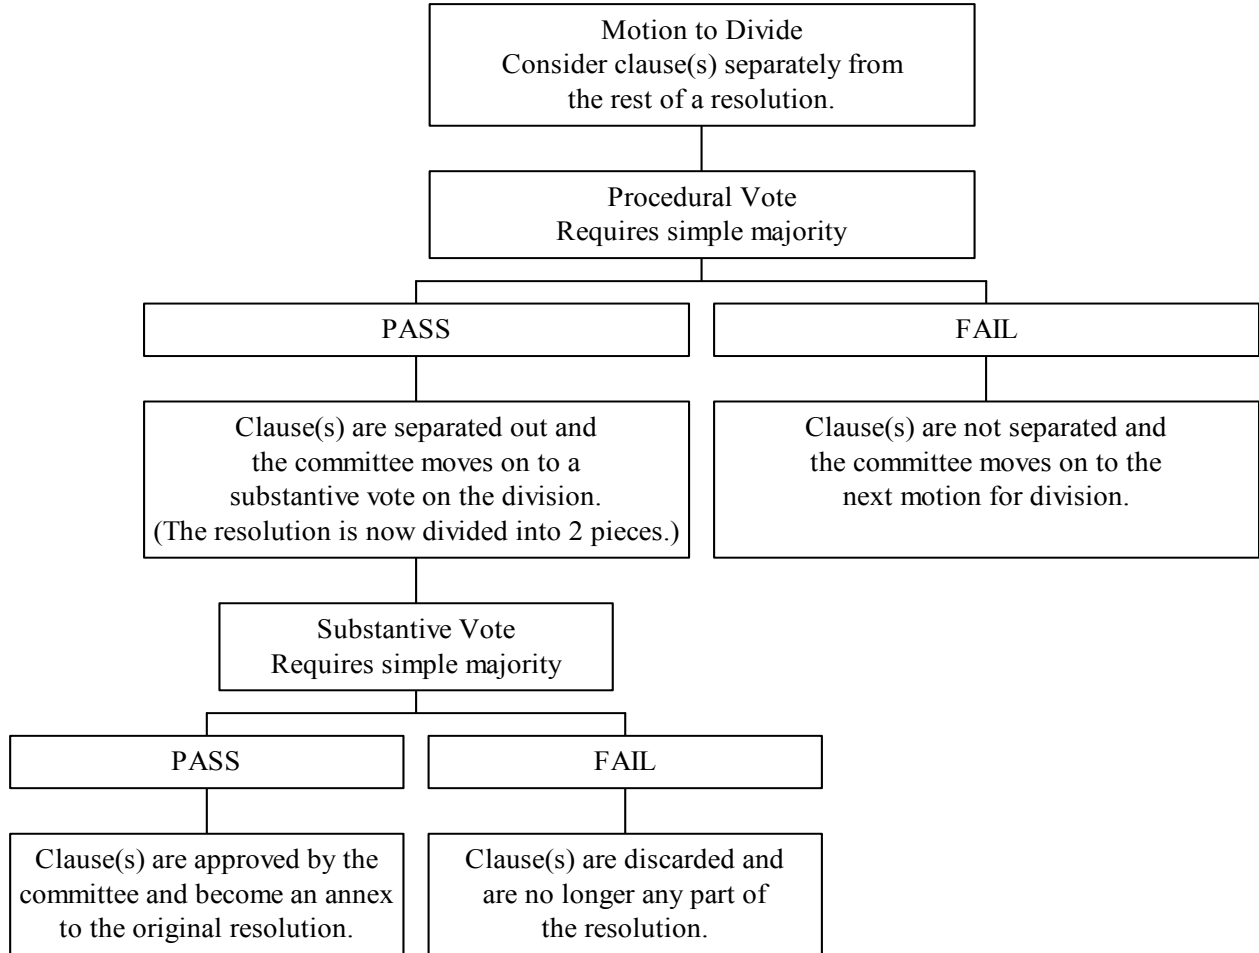 Motion to Divide
Consider clause(s) separately from
the rest of a resolution.
Procedural Vote
Requires simple majority
PASS
FAIL
Clause(s) are separated out and
the committee moves on to a
substantive vote on the division.
(The resolution is now divided into 2 pieces.)
Clause(s) are not separated and
the committee moves on to the
next motion for division.
Substantive Vote
Requires simple majority
PASS
FAIL
Clause(s) are approved by the
committee and become an annex
to the original resolution.
Clause(s) are discarded and
are no longer any part of
the resolution.